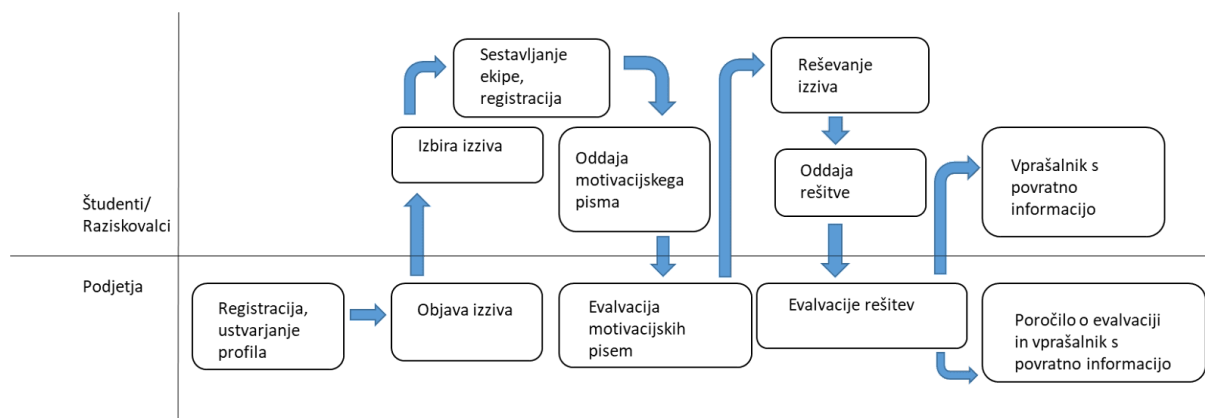 Sestavljanje
ekipe,
registracija
Reševanje
izziva
Izbira izziva
Oddaja
motivacijskega
pisma
Oddaja
rešitve
Vprašalnik s
povratno
informacijo
Študenti/
Raziskovalci
Podjetja
Registracija,
ustvarjanje
profila
Objava izziva
Evalvacija
motivacijskih
pisem
Evalvacije rešitev
Poročilo o evalvaciji
in vprašalnik s
povratno informacijo